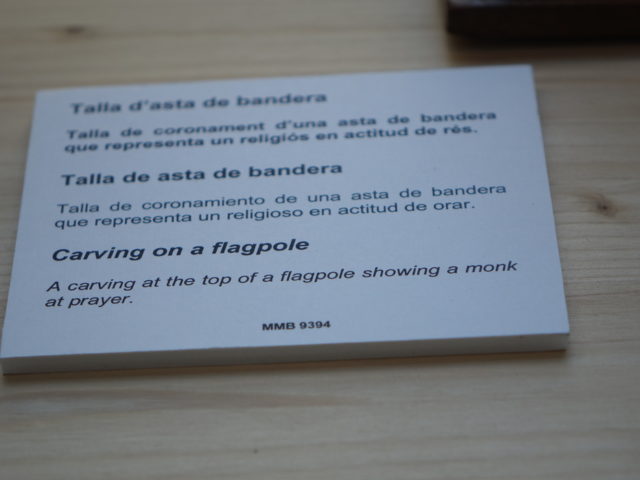 Talla d'asta de bandera
Talla de coronament d'una asta de bandera
que representa un religiós en actitud de rés.
Talla de asta de bandera
Talla de coronamiento de una asta de bandera
que representa un religioso en actitud de orar.
Carving on a flagpole
A carving at the top of a flagpole showing a monk
at prayer.
MMB 9394